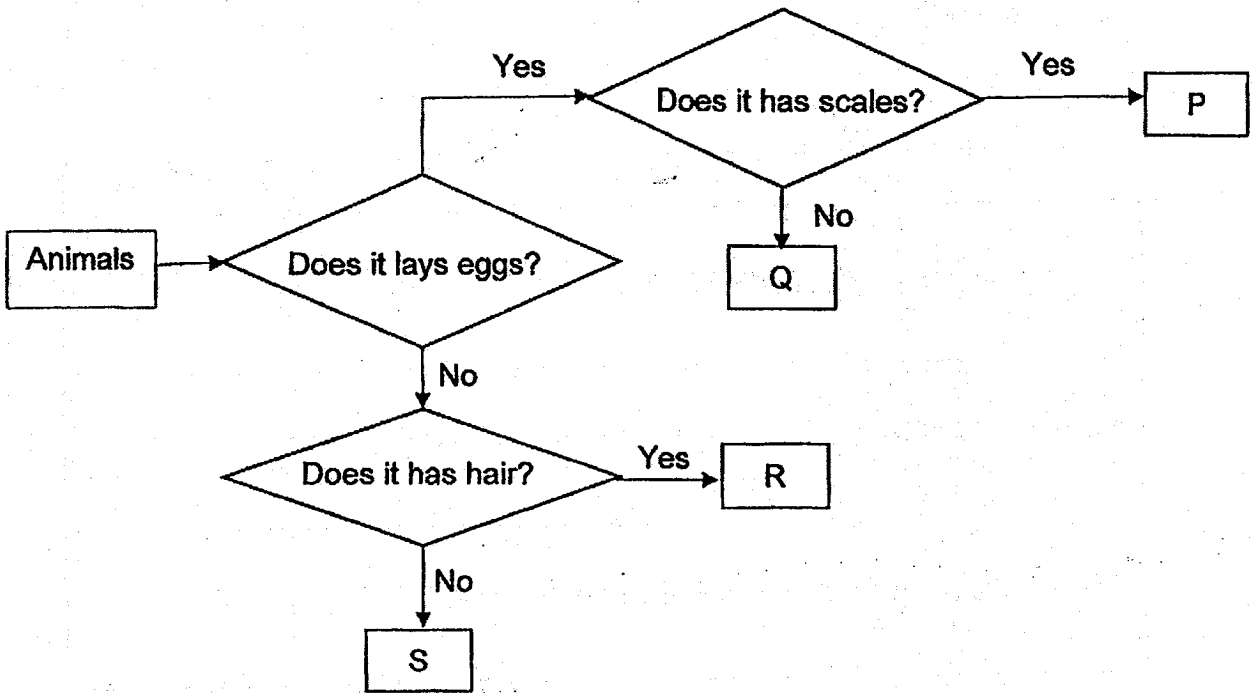 Yes
Does it has scales?
Yes
P
No
Q
Animals
Does it lays eggs?
No
Does it has hair?
Yes
R
No
S